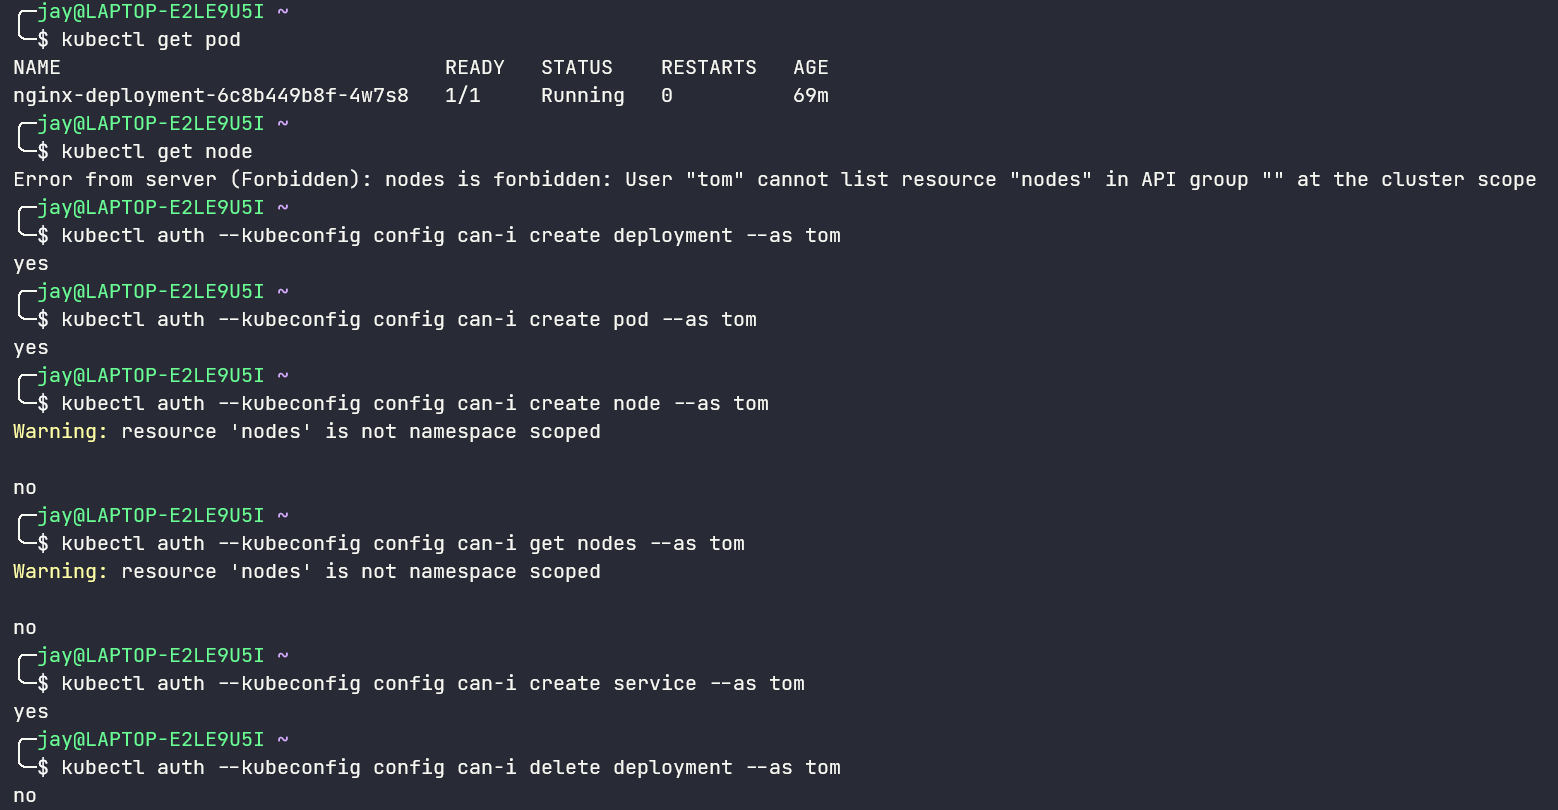 jay@LAPTOP-E2LE9U5I ~
$ kubectl get pod
NAME READY STATUS RESTARTS AGE
nginx-deployment-6c8b449b8f-4w7s8 1/1 Running 0 69m
jay@LAPTOP-E2LE9U5I ~
$ kubectl get node
Error from server (Forbidden): nodes is forbidden: User "tom" cannot list resource "nodes" in API group "" at the cluster scope
jay@LAPTOP-E2LE9U5I ~
$ kubectl auth --kubeconfig config can-i create deployment --as tom
yes
jay@LAPTOP-E2LE9U5I ~
$ kubectl auth --kubeconfig config can-i create pod --as tom
yes
jay@LAPTOP-E2LE9U5I ~
$ kubectl auth --kubeconfig config can-i create node --as tom
Warning: resource 'nodes' is not namespace scoped
no
jay@LAPTOP-E2LE9U5I ~
$ kubectl auth --kubeconfig config can-i get nodes --as tom
Warning: resource 'nodes' is not namespace scoped
no
jay@LAPTOP-E2LE9U5I ~
$ kubectl auth --kubeconfig config can-i create service --as tom
yes
jay@LAPTOP-E2LE9U5I ~
$ kubectl auth --kubeconfig config can-i delete deployment --as tom
no